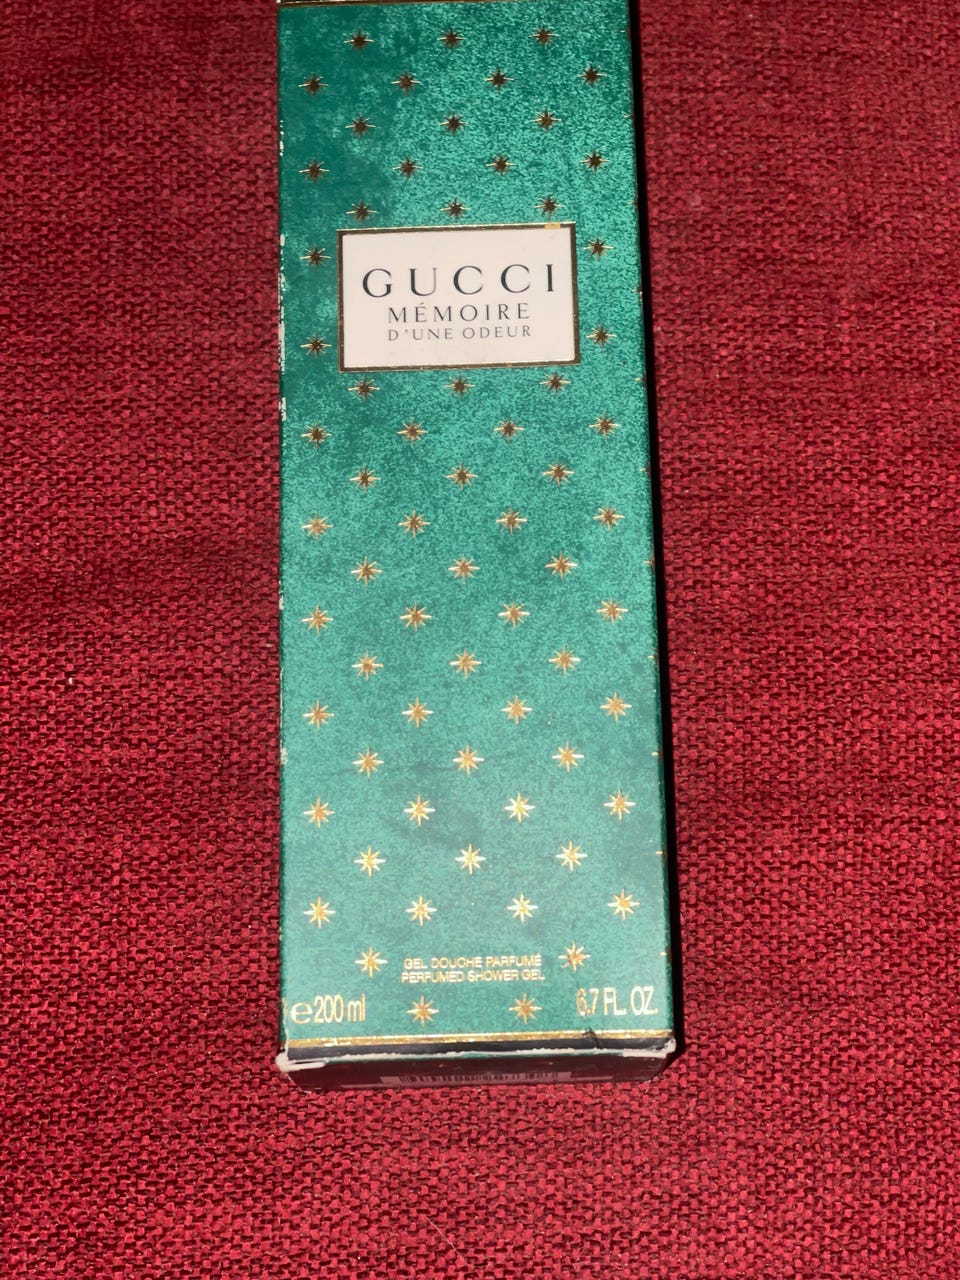 GUCCI
MÉMOIRE
D'UNE ODEUR
GEL DOUCHE PARFUMÉ
PERFUMED SHOWER GEL
℮200 ml
6.7 FL. OZ.